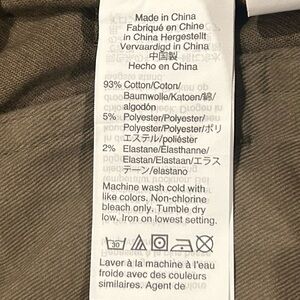 Made in China
Fabriqué en Chine
in China Hergestellt
Vervaardigd in China
中国製
Hecho en China
93% Cotton/Coton/
Baumwolle/Katoen/綿/
algodón
5% Polyester/Polyester/
Polyester/Polyester/ポリ
エステル/poliéster
2% Elastane/Élasthanne/
Elastan/Elastaan/エラス
テーン/elastano
Machine wash cold with
like colors. Non-chlorine
bleach only. Tumble dry
low. Iron on lowest setting.
30
Laver à la machine à l'eau
froide avec des couleurs
similaires. Agent de